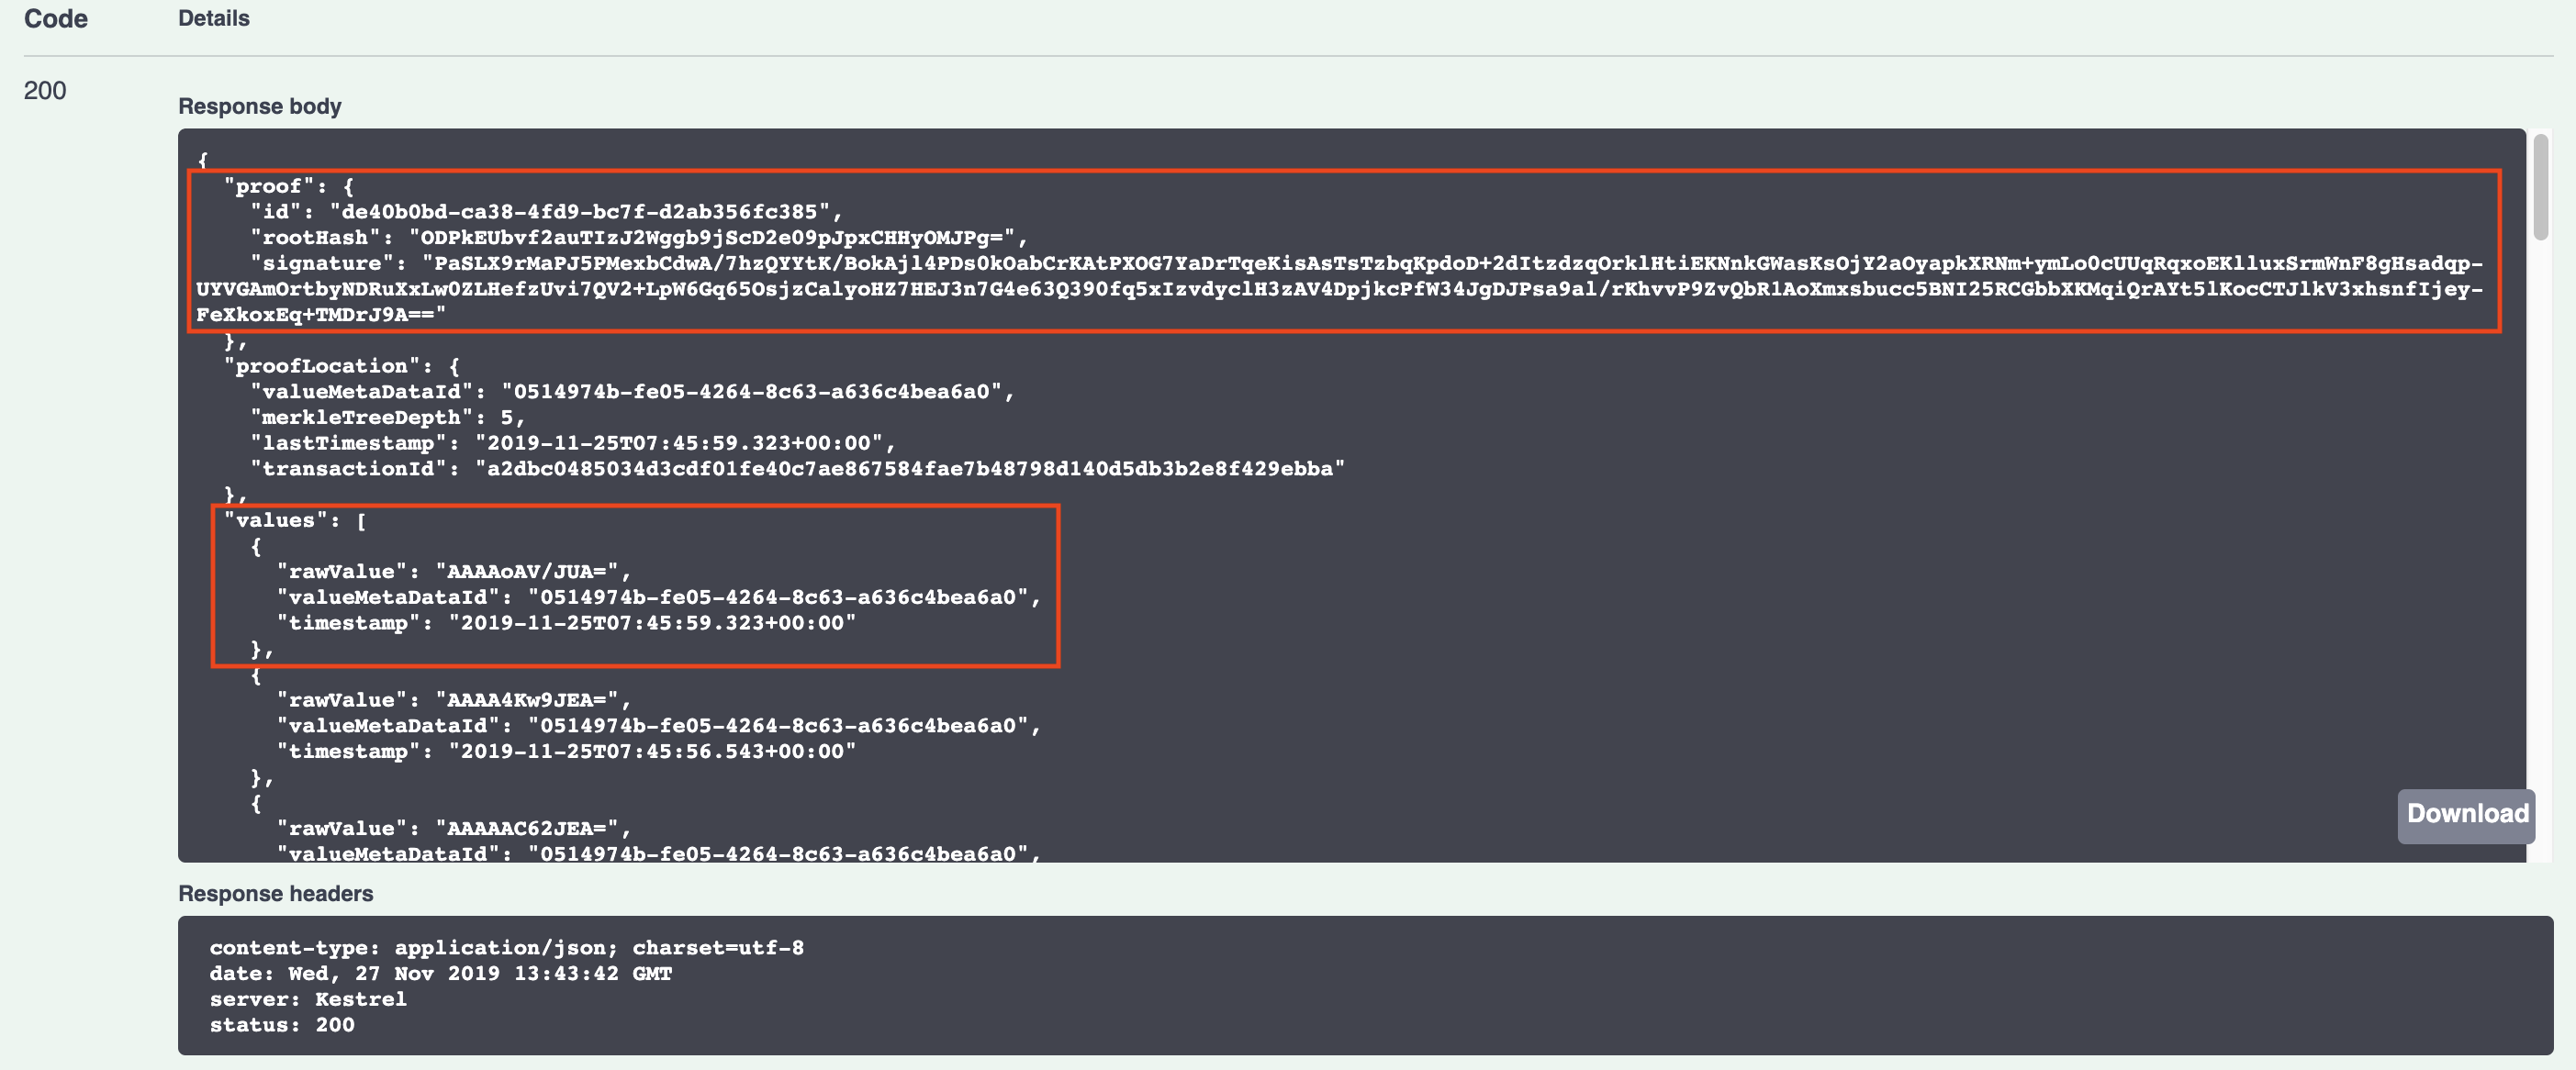 Code Details
200
Response body
{
"proof": {
"id": "de40b0bd-ca38-4fd9-bc7f-d2ab356fc385",
"rootHash": "ODPkEUbvf2auTIzJ2Wggb9jScD2eO9pJpxCHHyOMJPg=",
"signature": "PaSLX9rMaPJ5PMexbCdwA/7hzQYYtK/BokAjl4PDs0kOabCrKAtPXOG7YaDrTqeKisAsTsTzbqKpdoD+2dItzdzqOrklHtiEKNnkGWasKsOjY2aOyapkXRNm+ymLo0cUUqRqxoEKlluxSrmWnF8gHsadqp-
UYVGAmOrtbyNDRuXxLw0ZLHefzUvi7QV2+LpW6Gq65OsjzCalyoHZ7HEJ3n7G4e63Q390fq5xIzvdyclH3zAV4DpjkcPfW34JgDJPsa9al/rKhvvP9ZvQbR1AoXmxsbucc5BNI25RCGbbXKMqiQrAYt5lKocCTJlkV3xhsnfIjey-
FeXkoxEq+TMDrJ9A=="
},
"proofLocation": {
"valueMetaDataId": "0514974b-fe05-4264-8c63-a636c4bea6a0",
"merkleTreeDepth": 5,
"lastTimestamp": "2019-11-25T07:45:59.323+00:00",
"transactionId": "a2dbc0485034d3cdf01fe40c7ae867584fae7b48798d140d5db3b2e8f429ebba"
},
"values": [
{
"rawValue": "AAAAoAV/JUA=",
"valueMetaDataId": "0514974b-fe05-4264-8c63-a636c4bea6a0",
"timestamp": "2019-11-25T07:45:59.323+00:00"
},
{
"rawValue": "AAAA4Kw9JEA=",
"valueMetaDataId": "0514974b-fe05-4264-8c63-a636c4bea6a0",
"timestamp": "2019-11-25T07:45:56.543+00:00"
},
{
"rawValue": "AAAAAC62JEA=",
"valueMetaDataId": "0514974b-fe05-4264-8c63-a636c4bea6a0",
Download
Response headers
content-type: application/json; charset=utf-8
date: Wed, 27 Nov 2019 13:43:42 GMT
server: Kestrel
status: 200